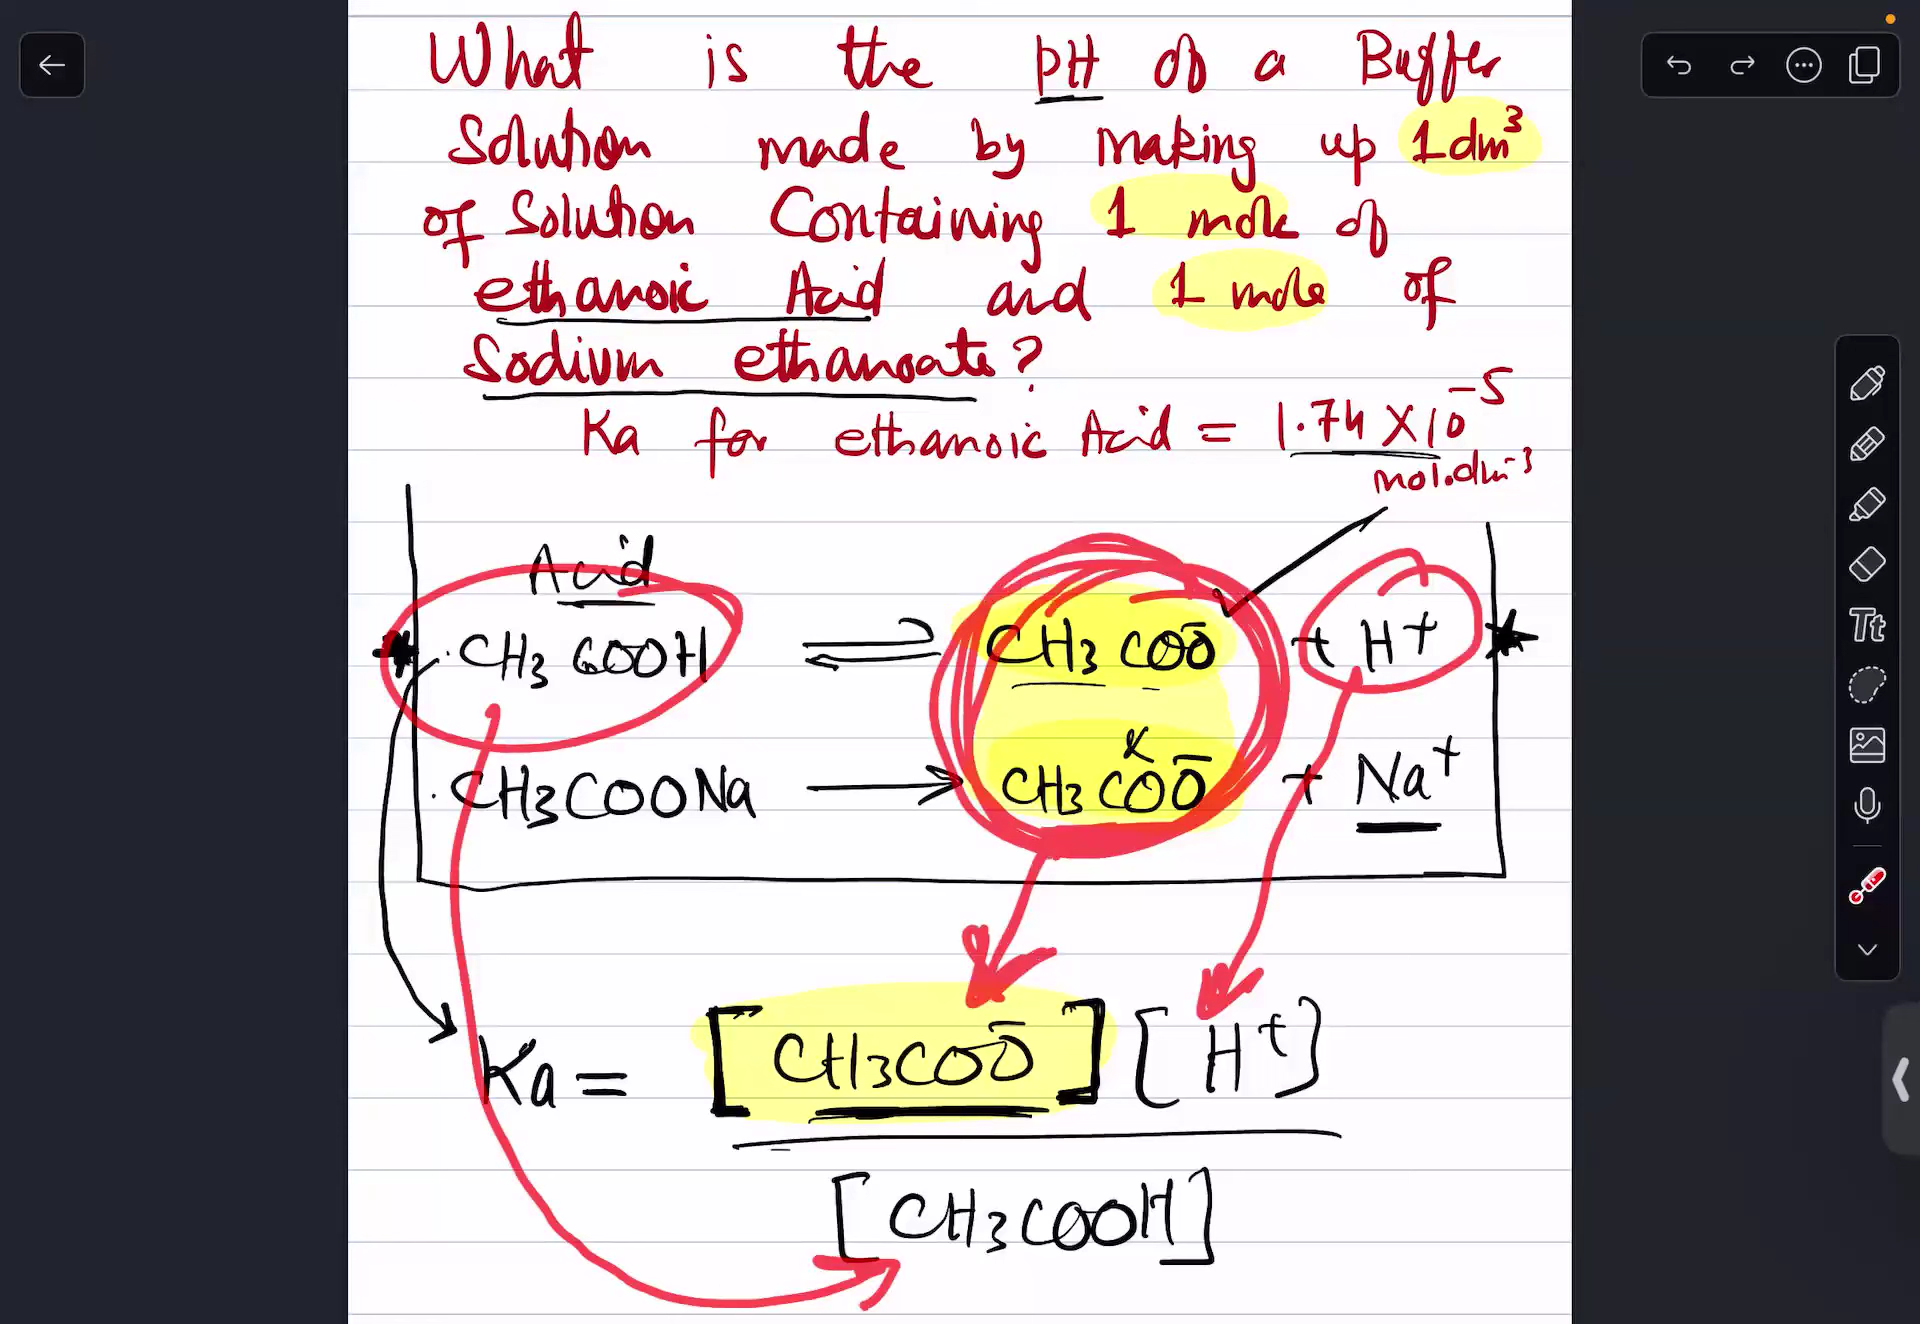 What is the pH of a Buffer
Solution made by making up 1dm³
of Solution Containing 1 mole of
ethanoic Acid and 1 mole of
Sodium ethanoate?
Ka for ethanoic Acid = 1.74 X10⁻⁵
mol.dm⁻³
Acid
CH3COOH ⇌ CH3COO⁻ + H+
x
CH3COONa → CH3COO⁻ + Na+
Ka = [CH3COO⁻] [H+]
[CH3COOH]
Tt